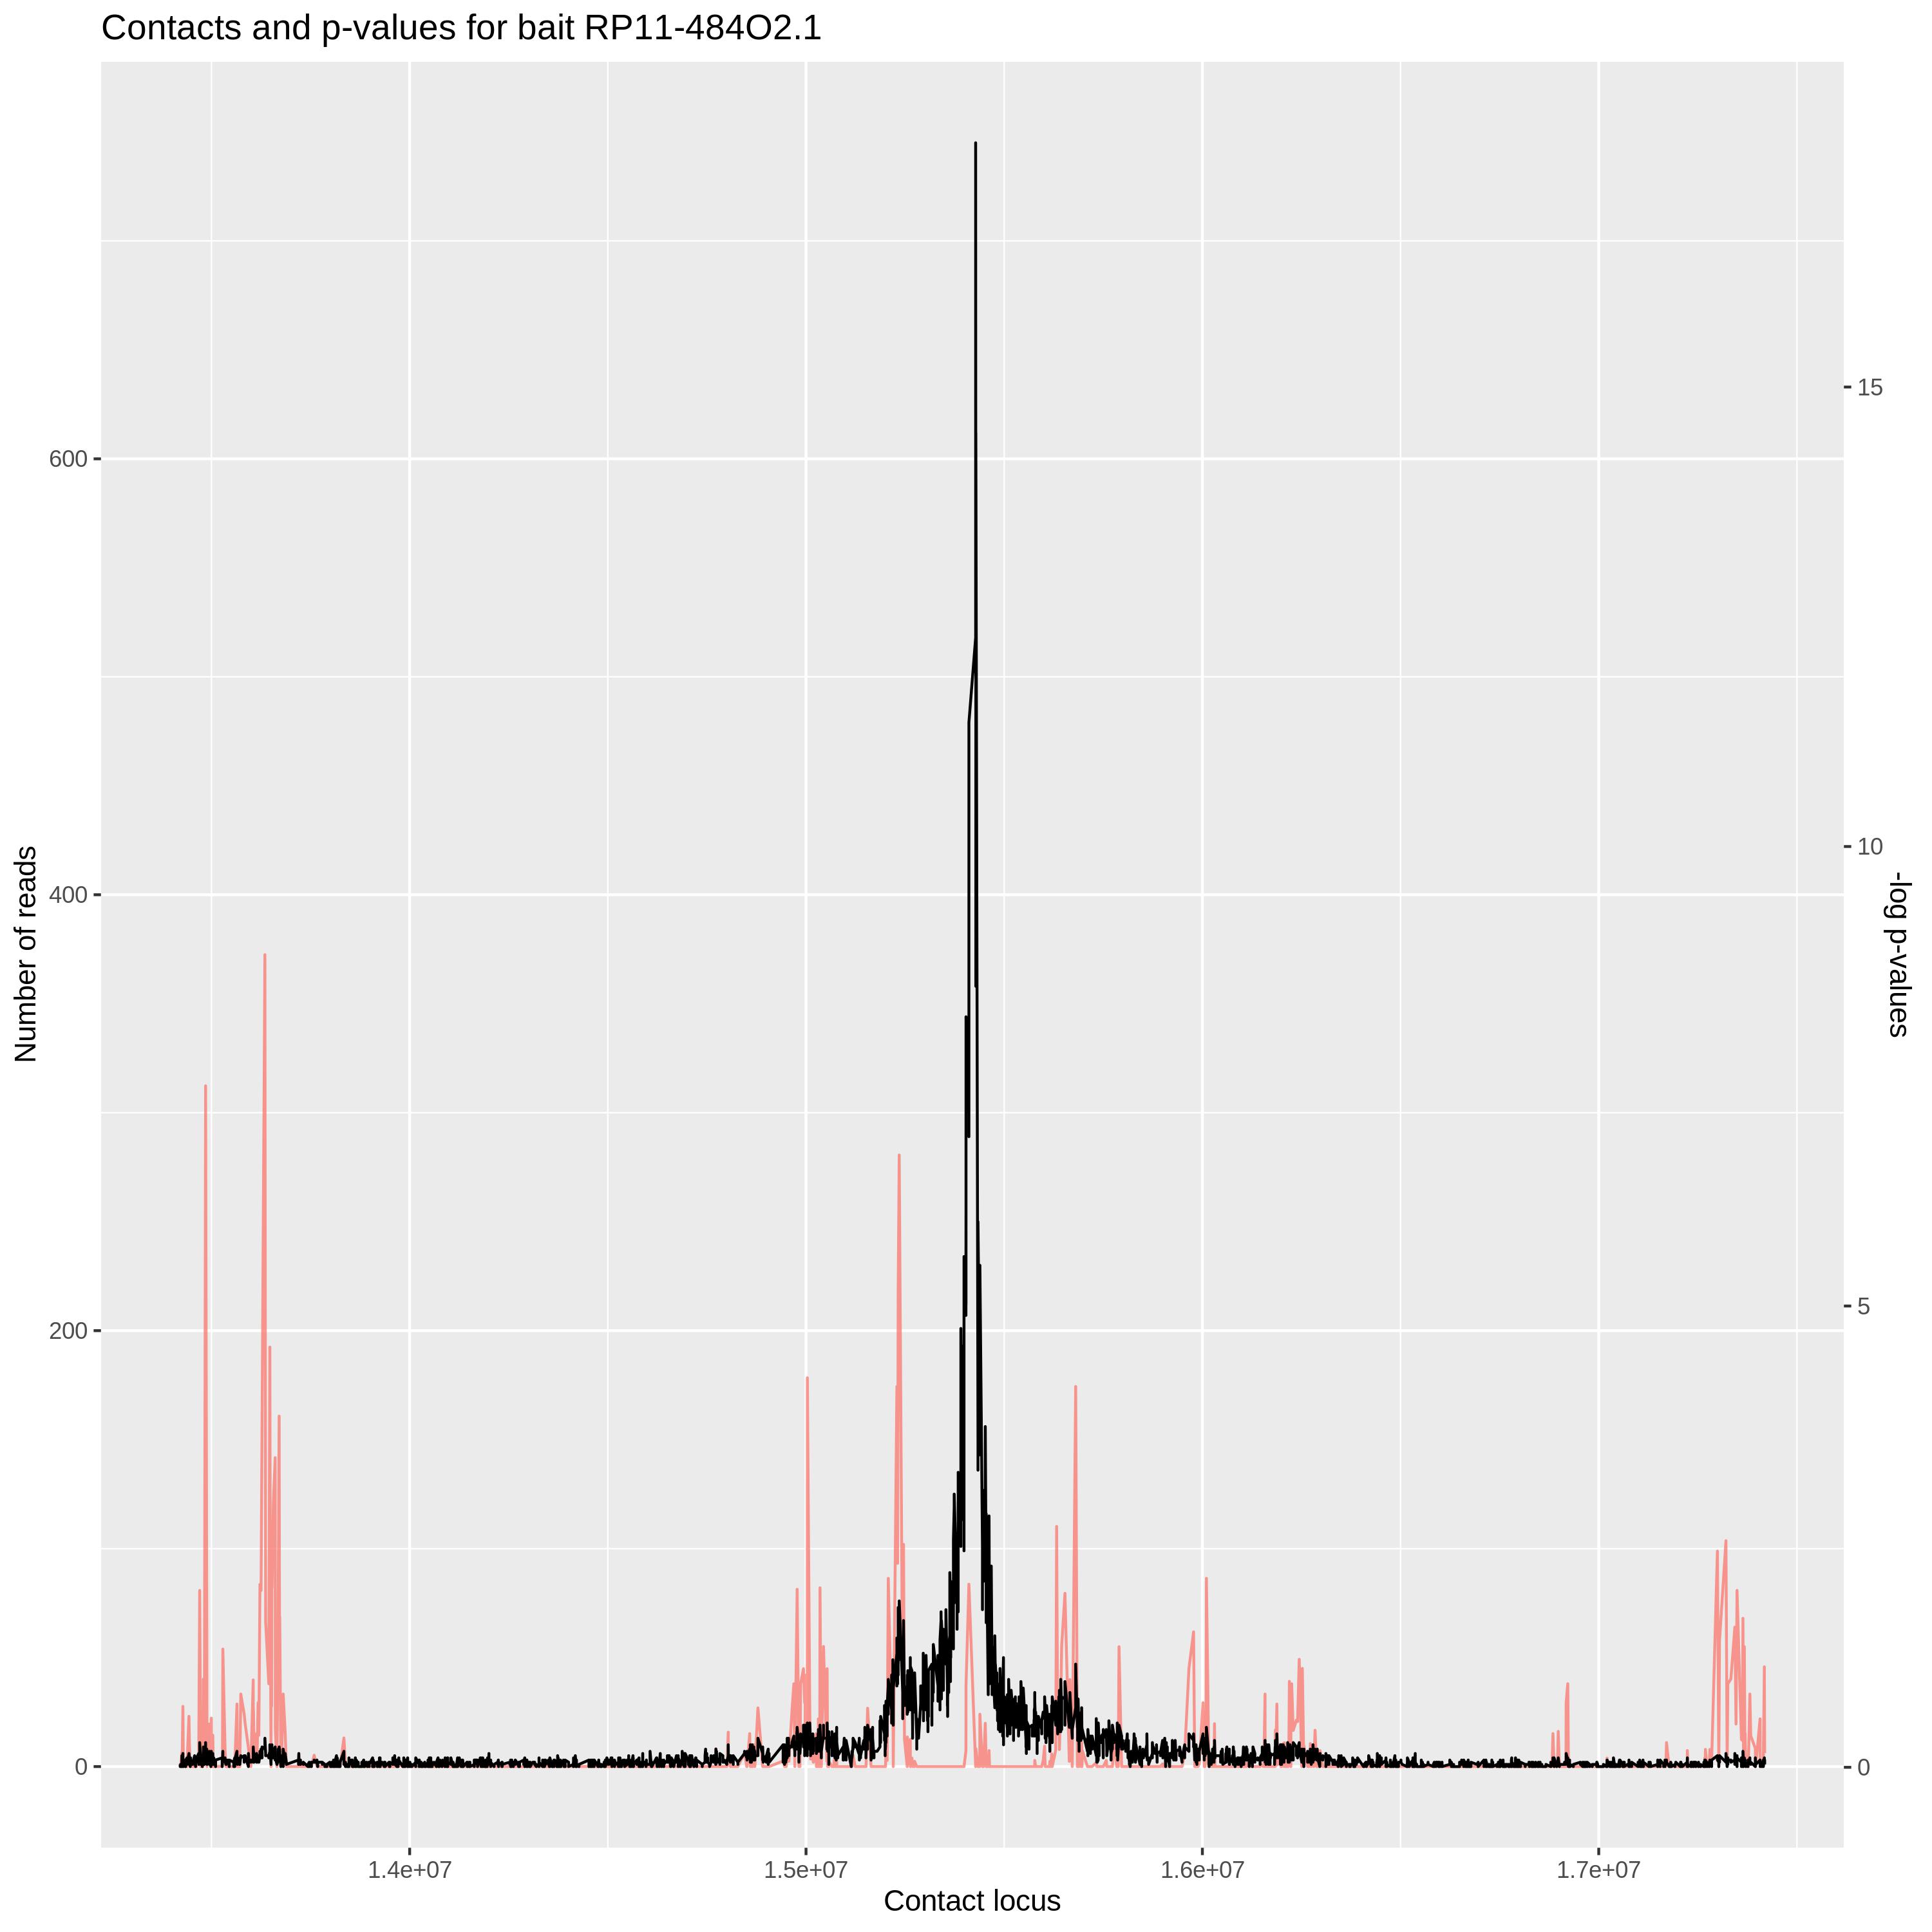 Contacts and p-values for bait RP11-484O2.1
Number of reads
600
400
200
0
15
10
5
0
-log p-values
1.4e+07
1.5e+07
1.6e+07
1.7e+07
Contact locus